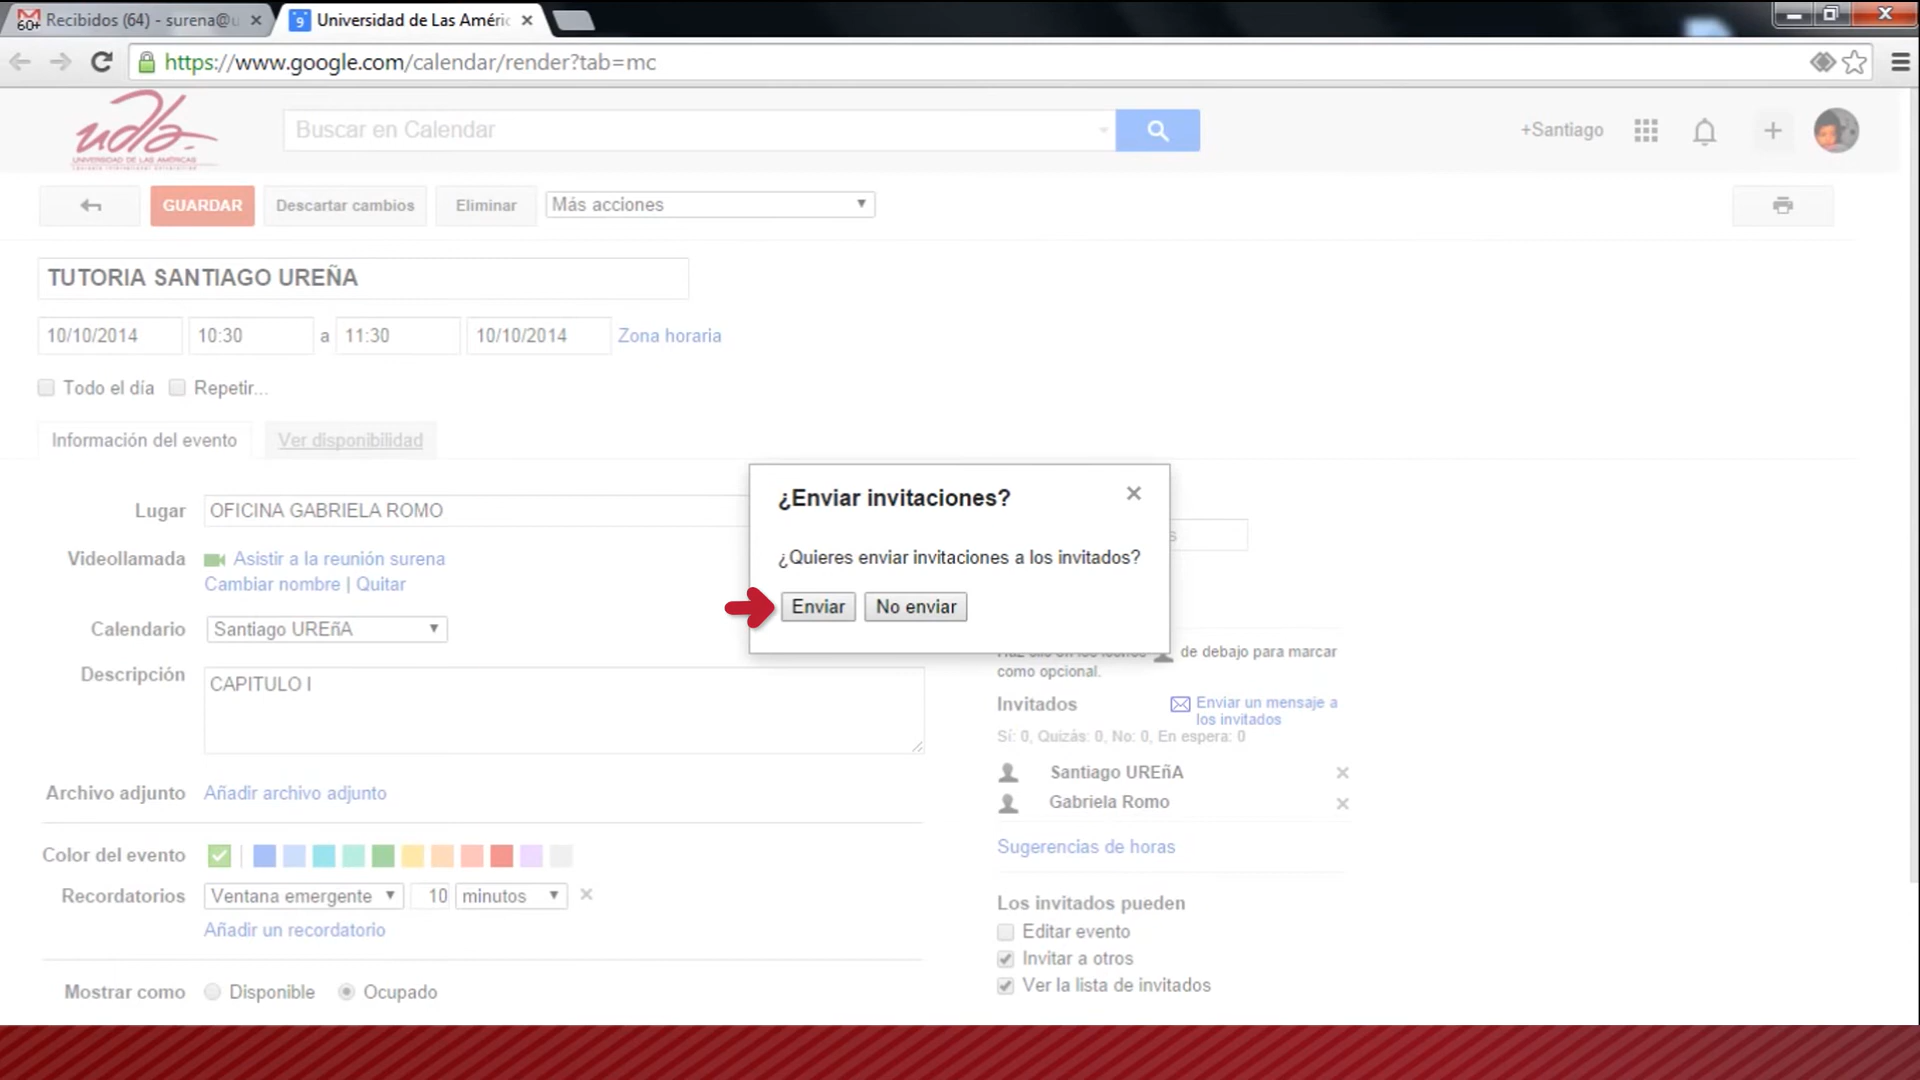 60+ Recibidos (64) - surena@u
9 Universidad de Las Améric
https://www.google.com/calendar/render?tab=mc
udla
UNIVERSIDAD DE LAS AMÉRICAS
Buscar en Calendar
+Santiago
GUARDAR
Descartar cambios
Eliminar
Más acciones
TUTORIA SANTIAGO UREÑA
10/10/2014 10:30 a 11:30 10/10/2014 Zona horaria
Todo el día Repetir...
Información del evento Ver disponibilidad
Lugar OFICINA GABRIELA ROMO
Videollamada Asistir a la reunión surena
Cambiar nombre | Quitar
Calendario Santiago UREñA
Descripción CAPITULO I
Archivo adjunto Añadir archivo adjunto
Color del evento
Recordatorios Ventana emergente 10 minutos
Añadir un recordatorio
Mostrar como Disponible Ocupado
¿Enviar invitaciones?
¿Quieres enviar invitaciones a los invitados?
Enviar No enviar
de debajo para marcar
como opcional.
Invitados
Enviar un mensaje a
los invitados
Sí: 0, Quizás: 0, No: 0, En espera: 0
Santiago UREñA
Gabriela Romo
Sugerencias de horas
Los invitados pueden
Editar evento
Invitar a otros
Ver la lista de invitados